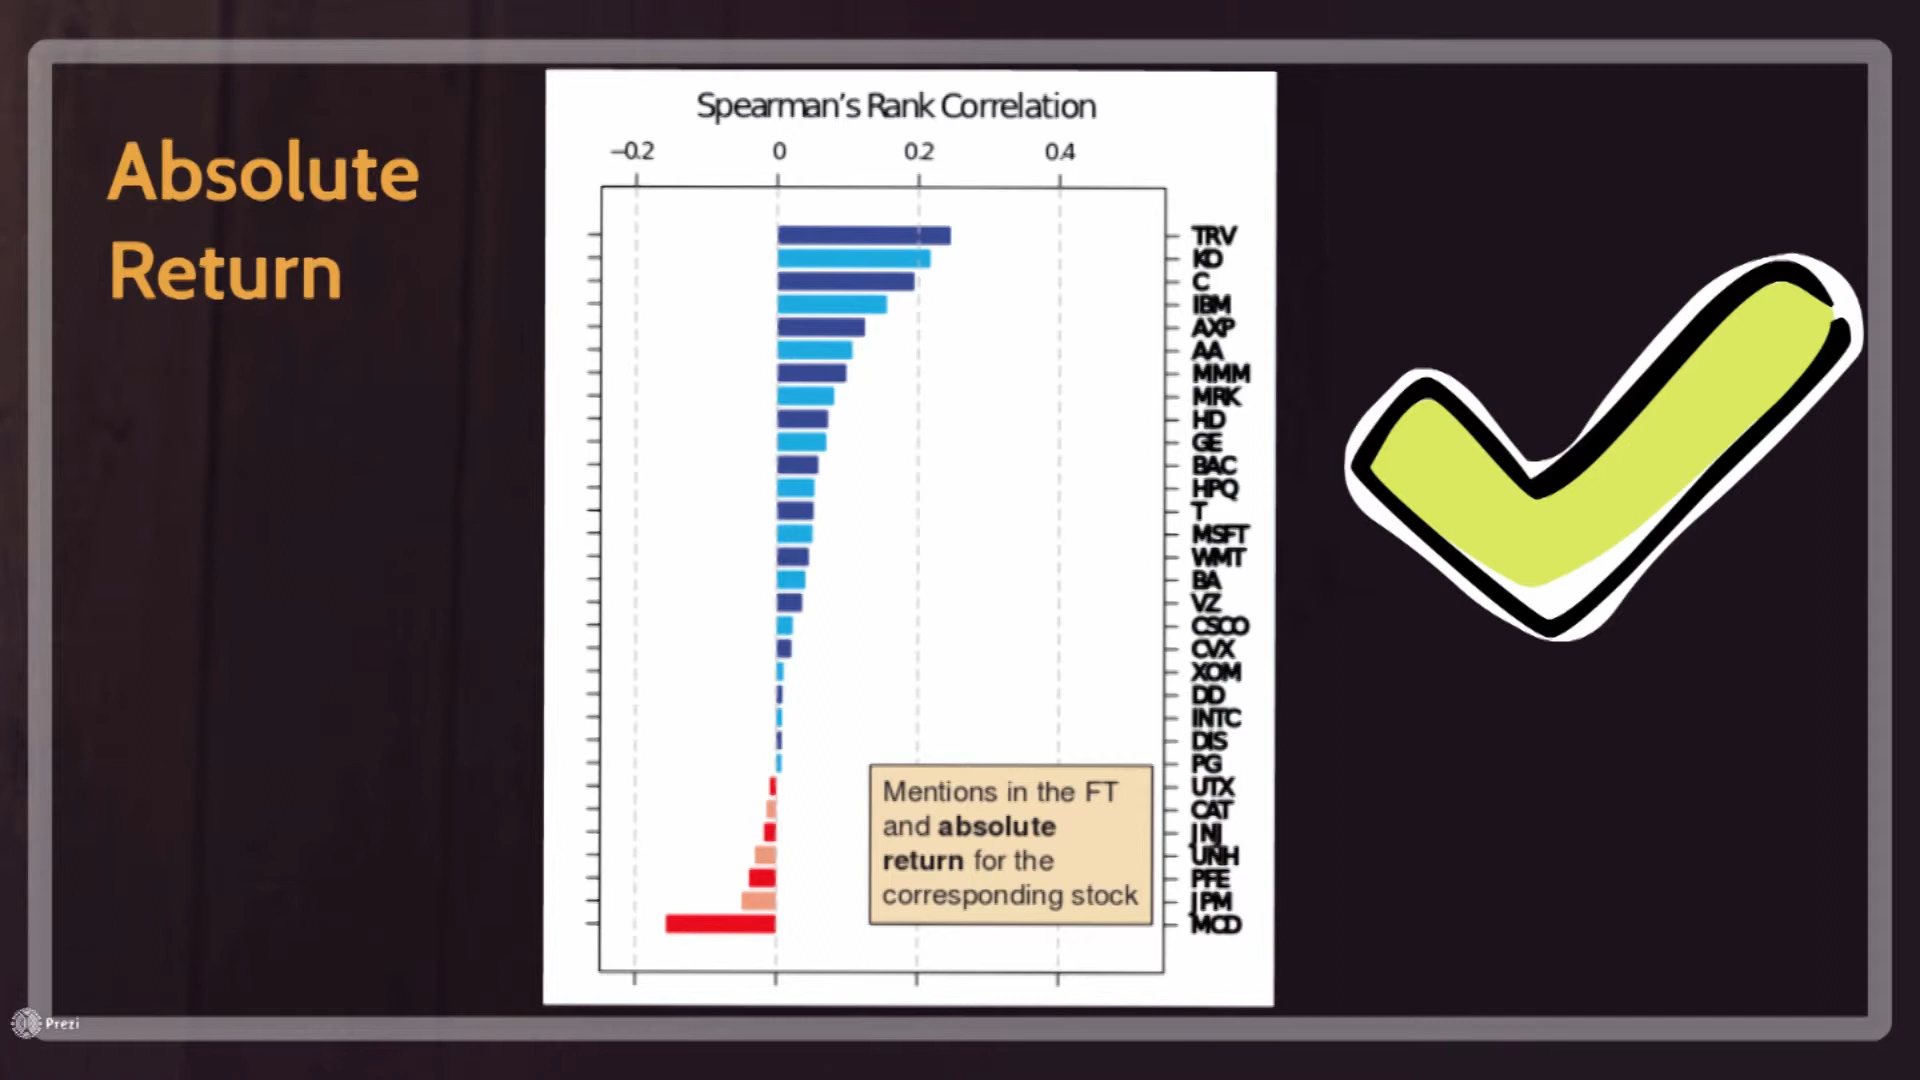 Absolute
Return
Spearman's Rank Correlation
−0.2 0 0.2 0.4
TRV
KO
C
IBM
AXP
AA
MMM
MRK
HD
GE
BAC
HPQ
T
MSFT
WMT
BA
VZ
CSCO
CVX
XOM
DD
INTC
DIS
PG
UTX
CAT
JNJ
UNH
PFE
JPM
MCD
Mentions in the FT
and absolute
return for the
corresponding stock
Prezi